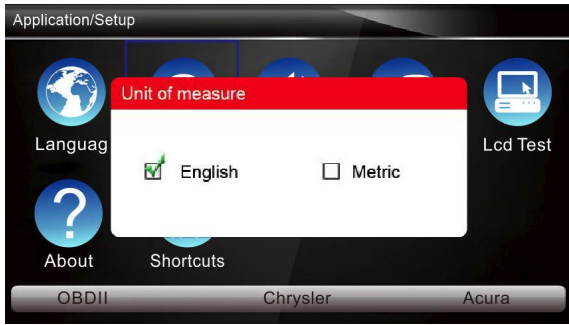 Application/Setup
Unit of measure
Languag
Lcd Test
English
Metric
About
Shortcuts
OBDII
Chrysler
Acura